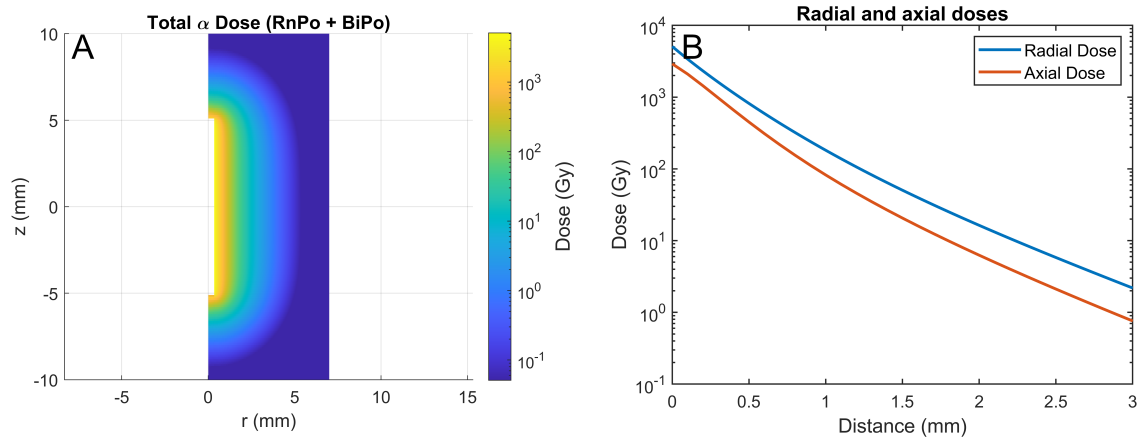 Total α Dose (RnPo + BiPo)
A
10
5
0
-5
-10
z (mm)
-5
0
5
10
15
r (mm)
10³
10²
10¹
10⁰
10⁻¹
Dose (Gy)
Radial and axial doses
B
Radial Dose
Axial Dose
10⁴
10³
10²
10¹
10⁰
10⁻¹
Dose (Gy)
0
0.5
1
1.5
2
2.5
3
Distance (mm)